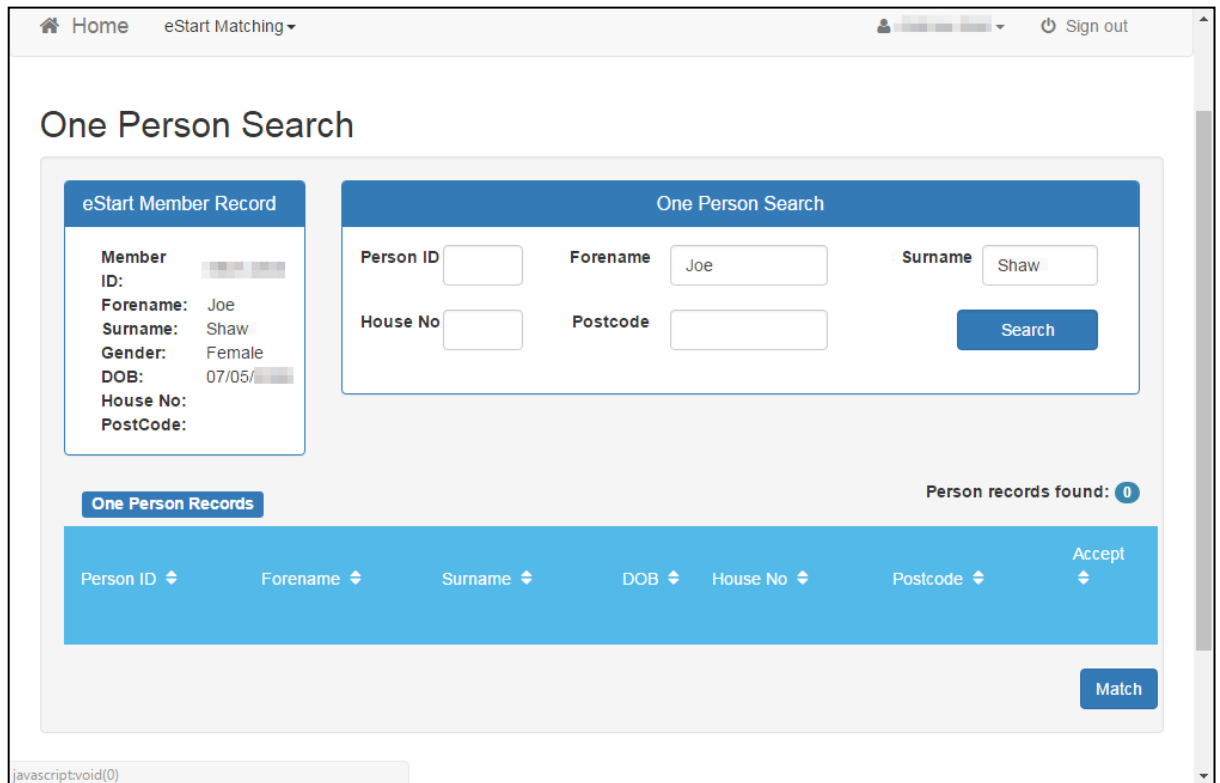 Home eStart Matching Sign out
One Person Search
eStart Member Record
Member ID:
Forename: Joe
Surname: Shaw
Gender: Female
DOB: 07/05/
House No:
PostCode:
One Person Search
Person ID Forename Joe Surname Shaw
House No Postcode Search
One Person Records
Person records found: 0
Person ID Forename Surname DOB House No Postcode Accept
Match
javascript:void(0)